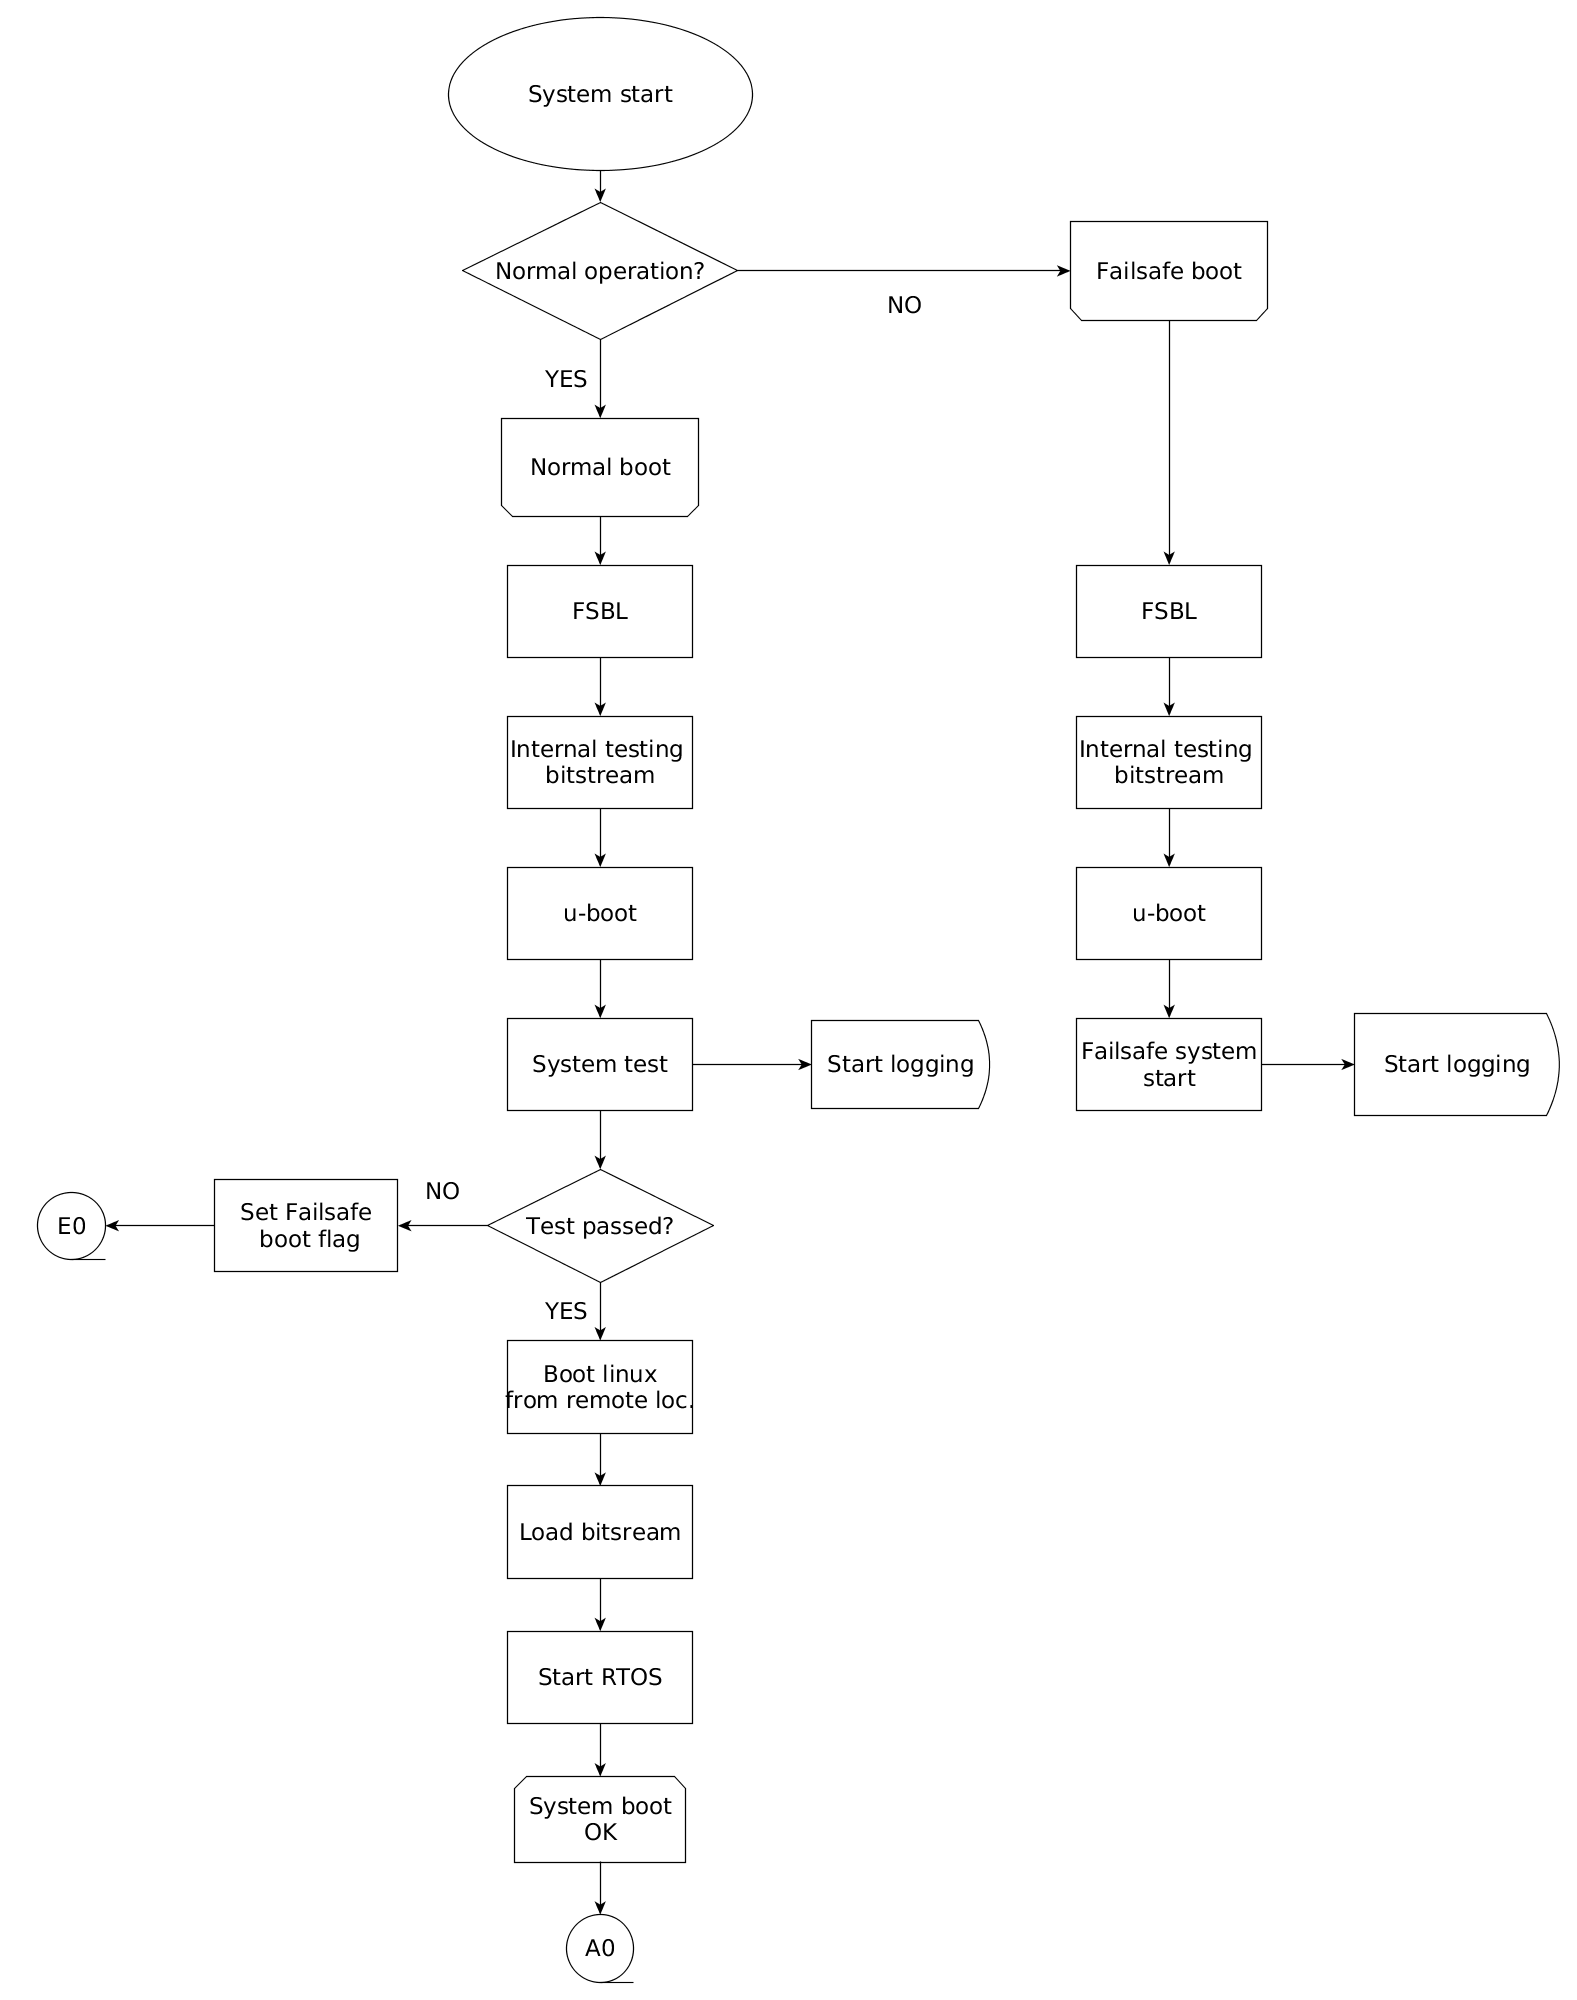 System start
Normal operation?
Failsafe boot
NO
YES
Normal boot
FSBL
FSBL
Internal testing
bitstream
Internal testing
bitstream
u-boot
u-boot
System test
Start logging
Failsafe system
start
Start logging
NO
E0
Set Failsafe
boot flag
Test passed?
YES
Boot linux
from remote loc.
Load bitsream
Start RTOS
System boot
OK
A0